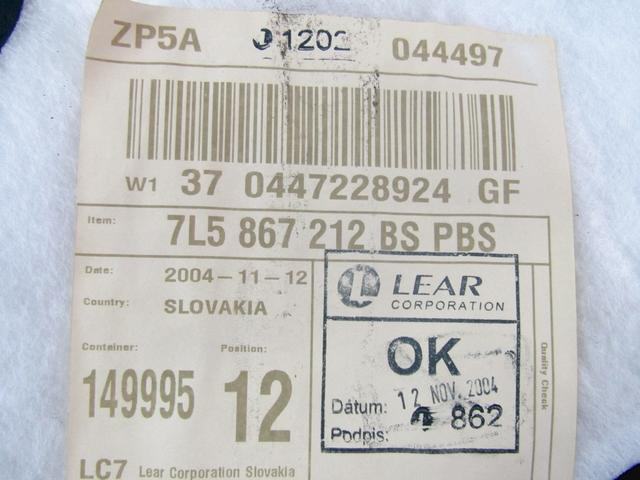 ZP5A J 1202 044497
W1 37 0447228924 GF
Item: 7L5 867 212 BS PBS
Date: 2004-11-12
Country: SLOVAKIA
Container: Position:
149995 12
LC7 Lear Corporation Slovakia
LEAR
CORPORATION
OK
Dátum: 12 NOV. 2004
Podpis: 862
Quality Check